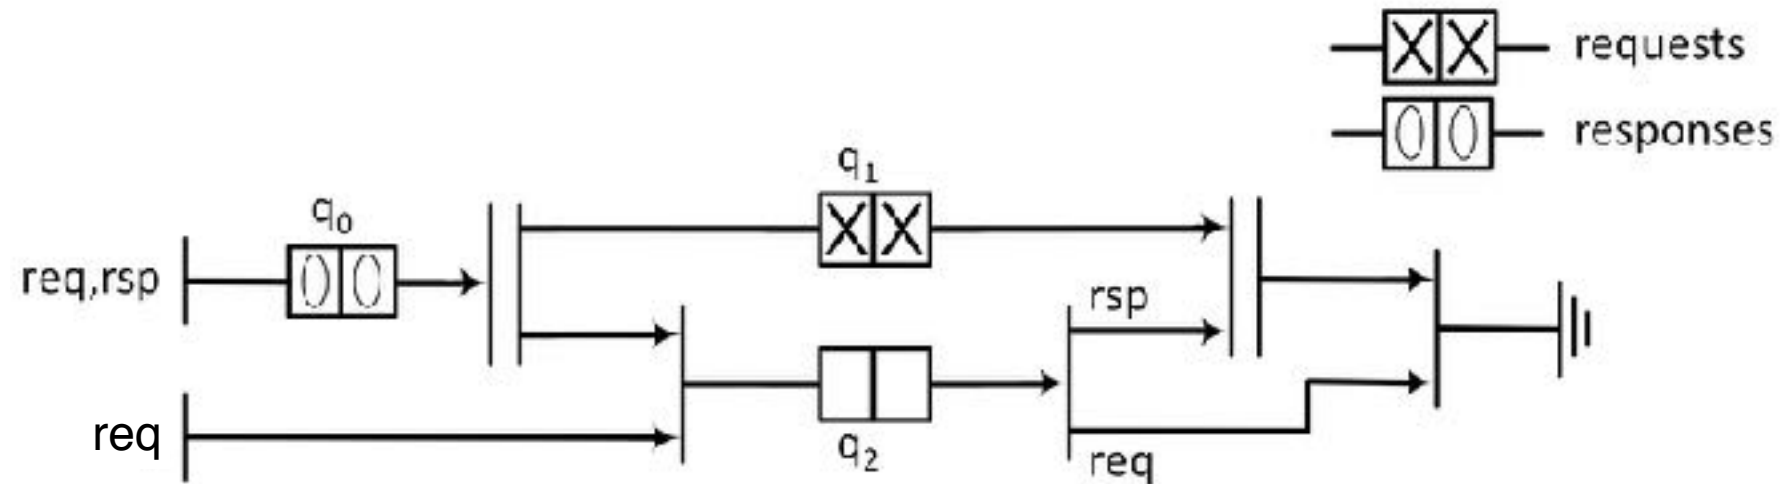 requests
responses
q₁
q₀
req,rsp
rsp
req
q₂
req